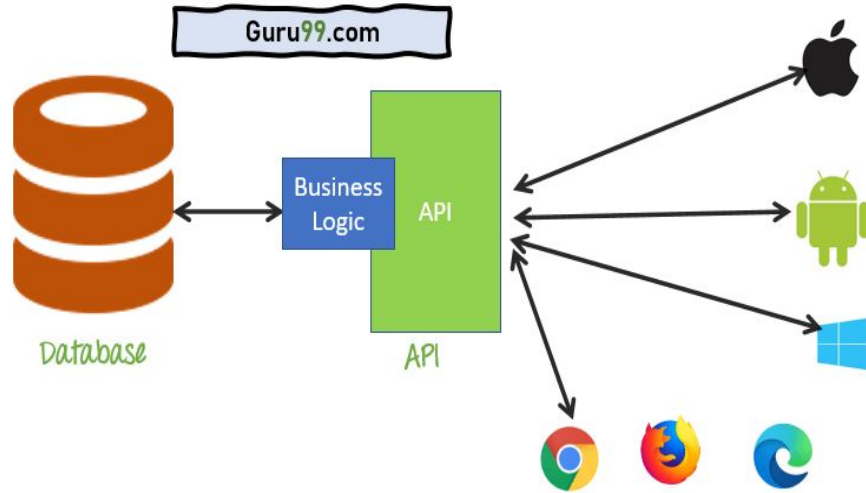 Guru99.com
Business
Logic
API
Database
API